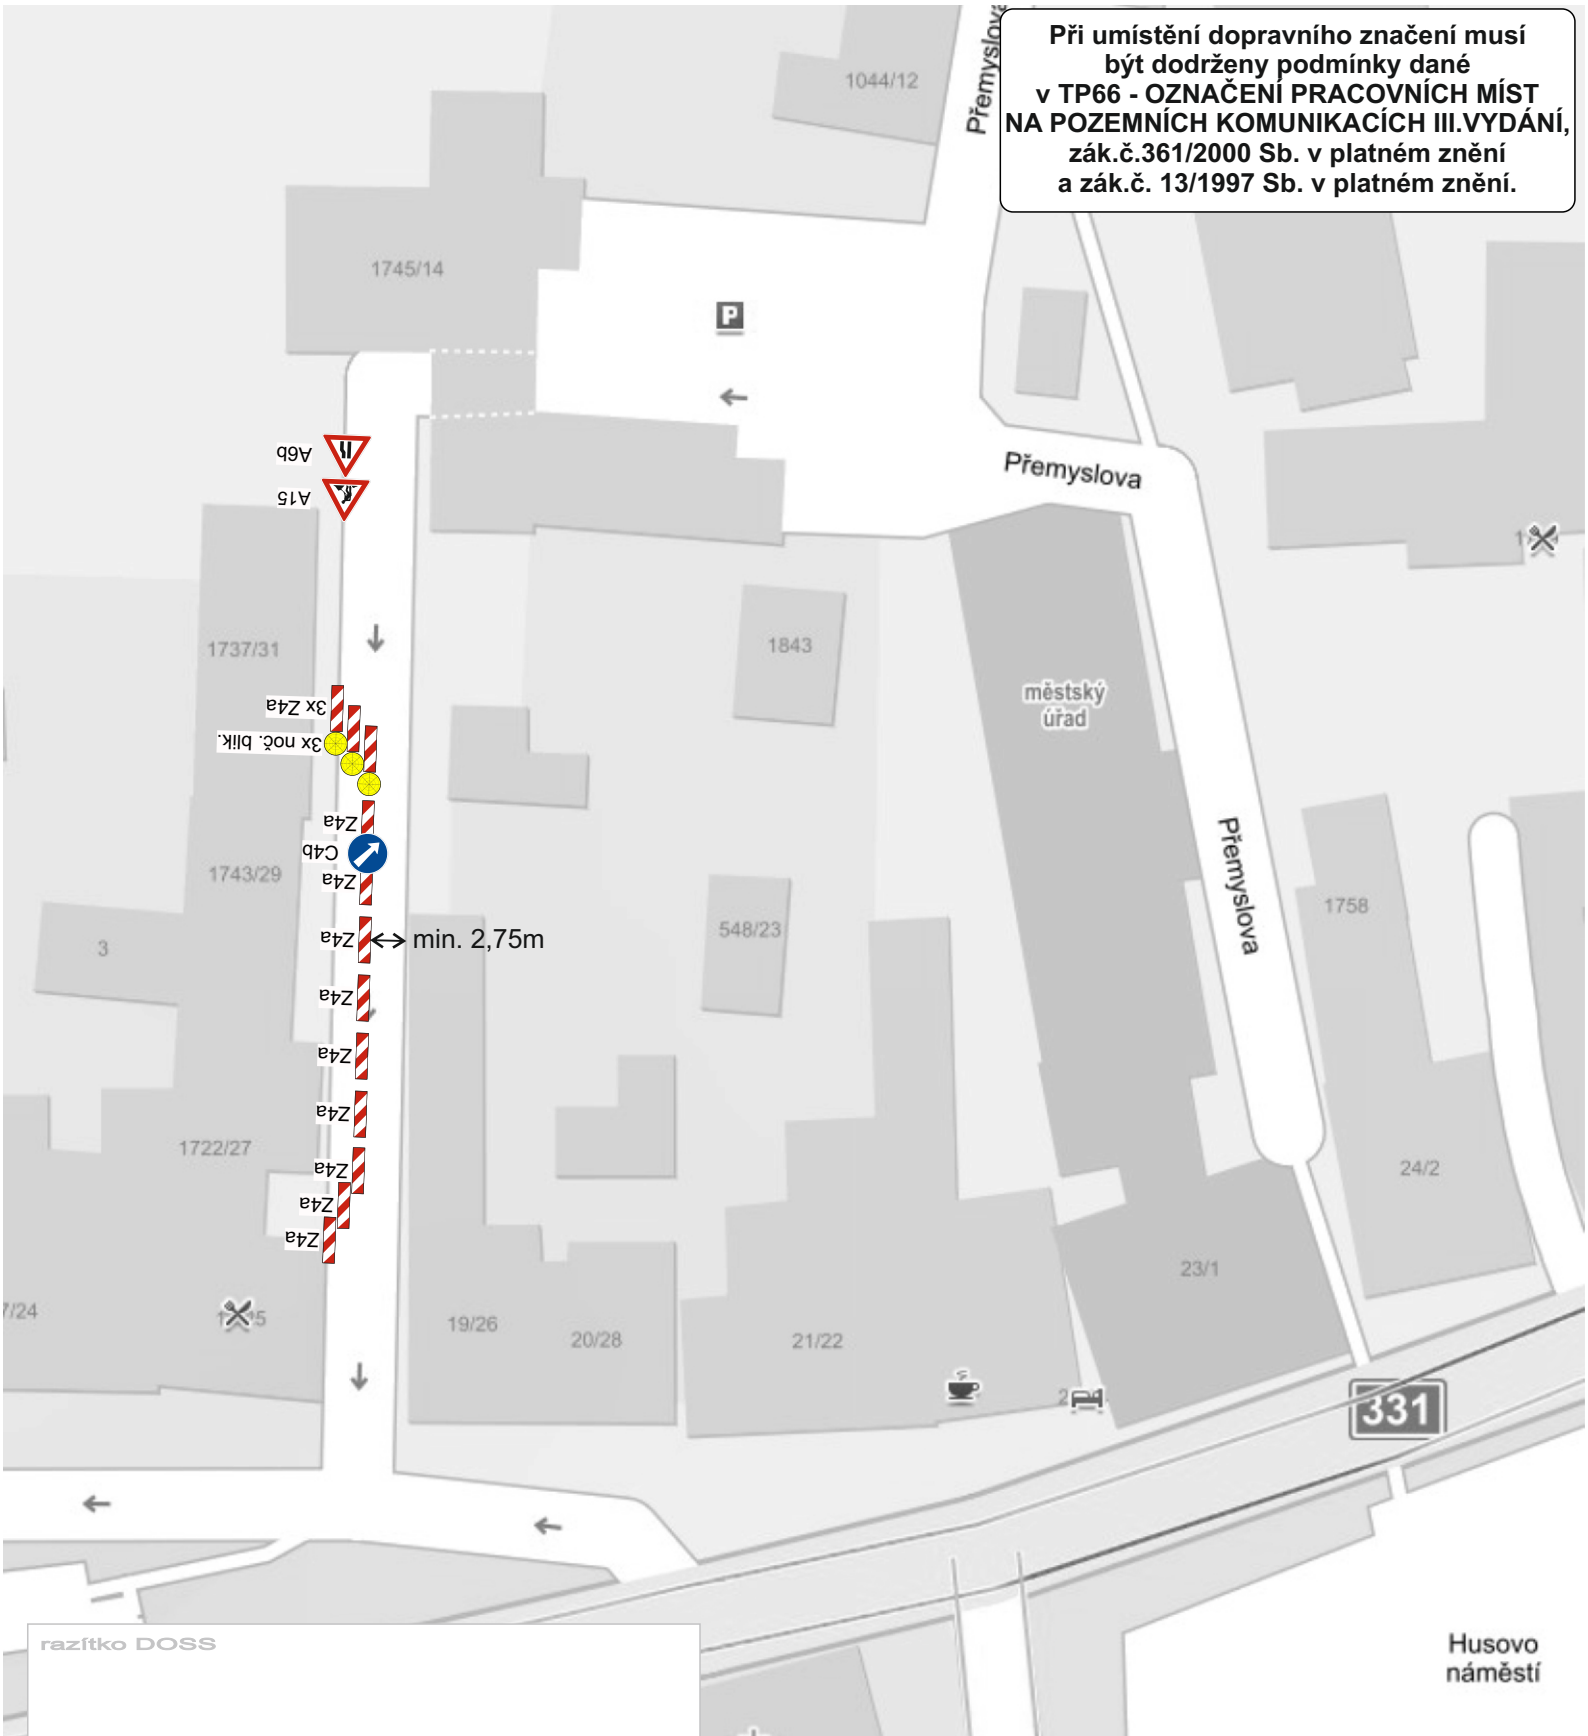 Při umístění dopravního značení musí
být dodrženy podmínky dané
v TP66 - OZNAČENÍ PRACOVNÍCH MÍST
NA POZEMNÍCH KOMUNIKACÍCH III.VYDÁNÍ,
zák.č.361/2000 Sb. v platném znění
a zák.č. 13/1997 Sb. v platném znění.
1044/12
1745/14
P
A6b
Přemyslova
A15
1737/31
1843
městský
úřad
3x Z4a
3x noč. blik.
Z4a
C4b
Přemyslova
1743/29
Z4a
1758
548/23
3
Z4a
min. 2,75m
Z4a
Z4a
Z4a
1722/27
Z4a
24/2
Z4a
Z4a
23/1
7/24
19/26
20/28
21/22
331
razítko DOSS
Husovo
náměstí